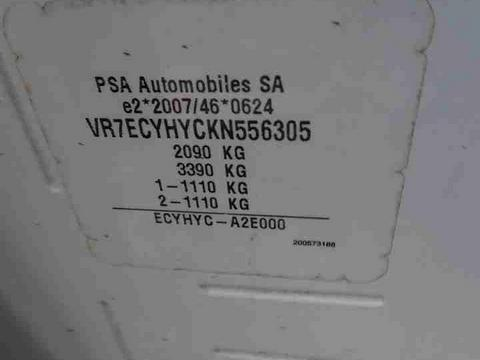 PSA Automobiles SA
e2*2007/46*0624
VR7ECYHYCKN556305
2090 KG
3390 KG
1-1110 KG
2-1110 KG
ECYHYC-A2E000
200573188